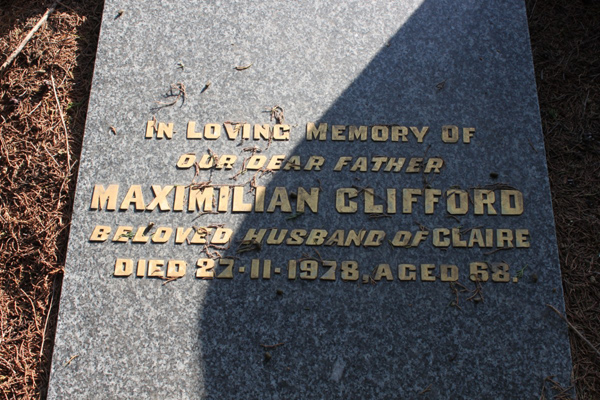 IN LOVING MEMORY OF
OUR DEAR FATHER
MAXIMILIAN CLIFFORD
BELOVED HUSBAND OF CLAIRE
DIED 27·11·1978, AGED 68.